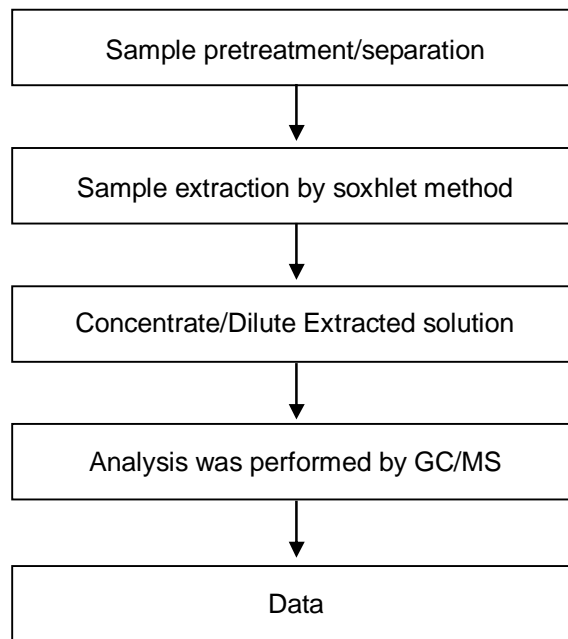 Sample pretreatment/separation
Sample extraction by soxhlet method
Concentrate/Dilute Extracted solution
Analysis was performed by GC/MS
Data